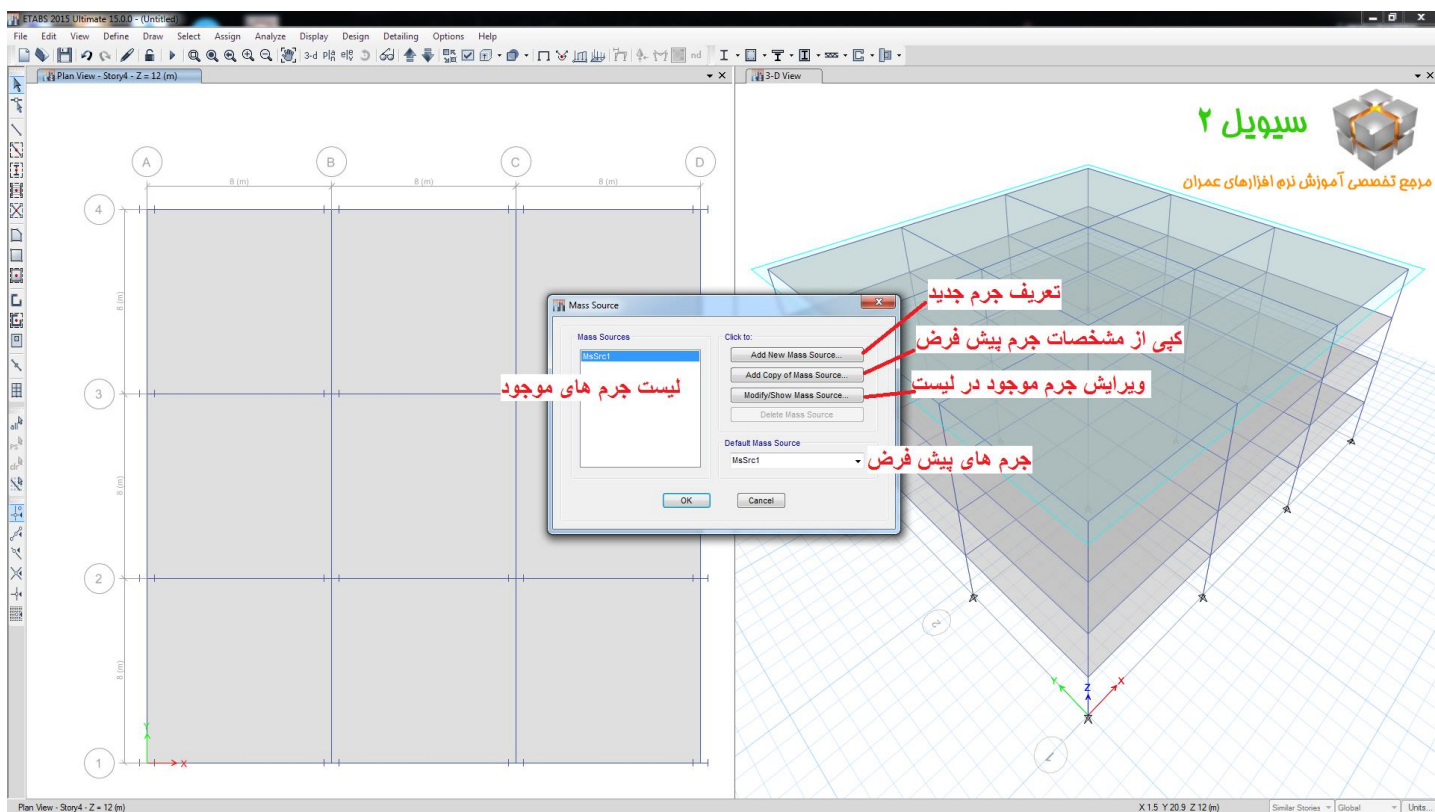 ETABS 2015 Ultimate 15.0.0 - (Untitled)
File Edit View Define Draw Select Assign Analyze Display Design Detailing Options Help
Plan View - Story4 - Z = 12 (m)
3-D View
سیویل ۲
مرجع تخصصی آموزش نرم افزارهای عمران
A B C D
8 (m) 8 (m) 8 (m)
4
8 (m)
3
8 (m)
2
8 (m)
1
Y
X
Mass Source
Mass Sources
MsSrc1
لیست جرم های موجود
Click to:
Add New Mass Source...
تعریف جرم جدید
Add Copy of Mass Source...
کپی از مشخصات جرم پیش فرض
Modify/Show Mass Source...
ویرایش جرم موجود در لیست
Delete Mass Source
Default Mass Source
MsSrc1
جرم های پیش فرض
OK Cancel
2
Y Z X
1
Plan View - Story4 - Z = 12 (m)
X 1.5 Y 20.9 Z 12 (m)
Similar Stories
Global
Units...